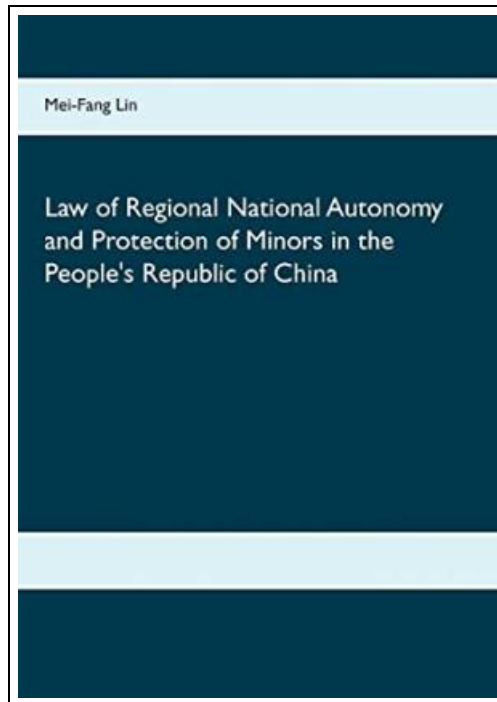 Mei-Fang Lin
Law of Regional National Autonomy
and Protection of Minors in the
People's Republic of China